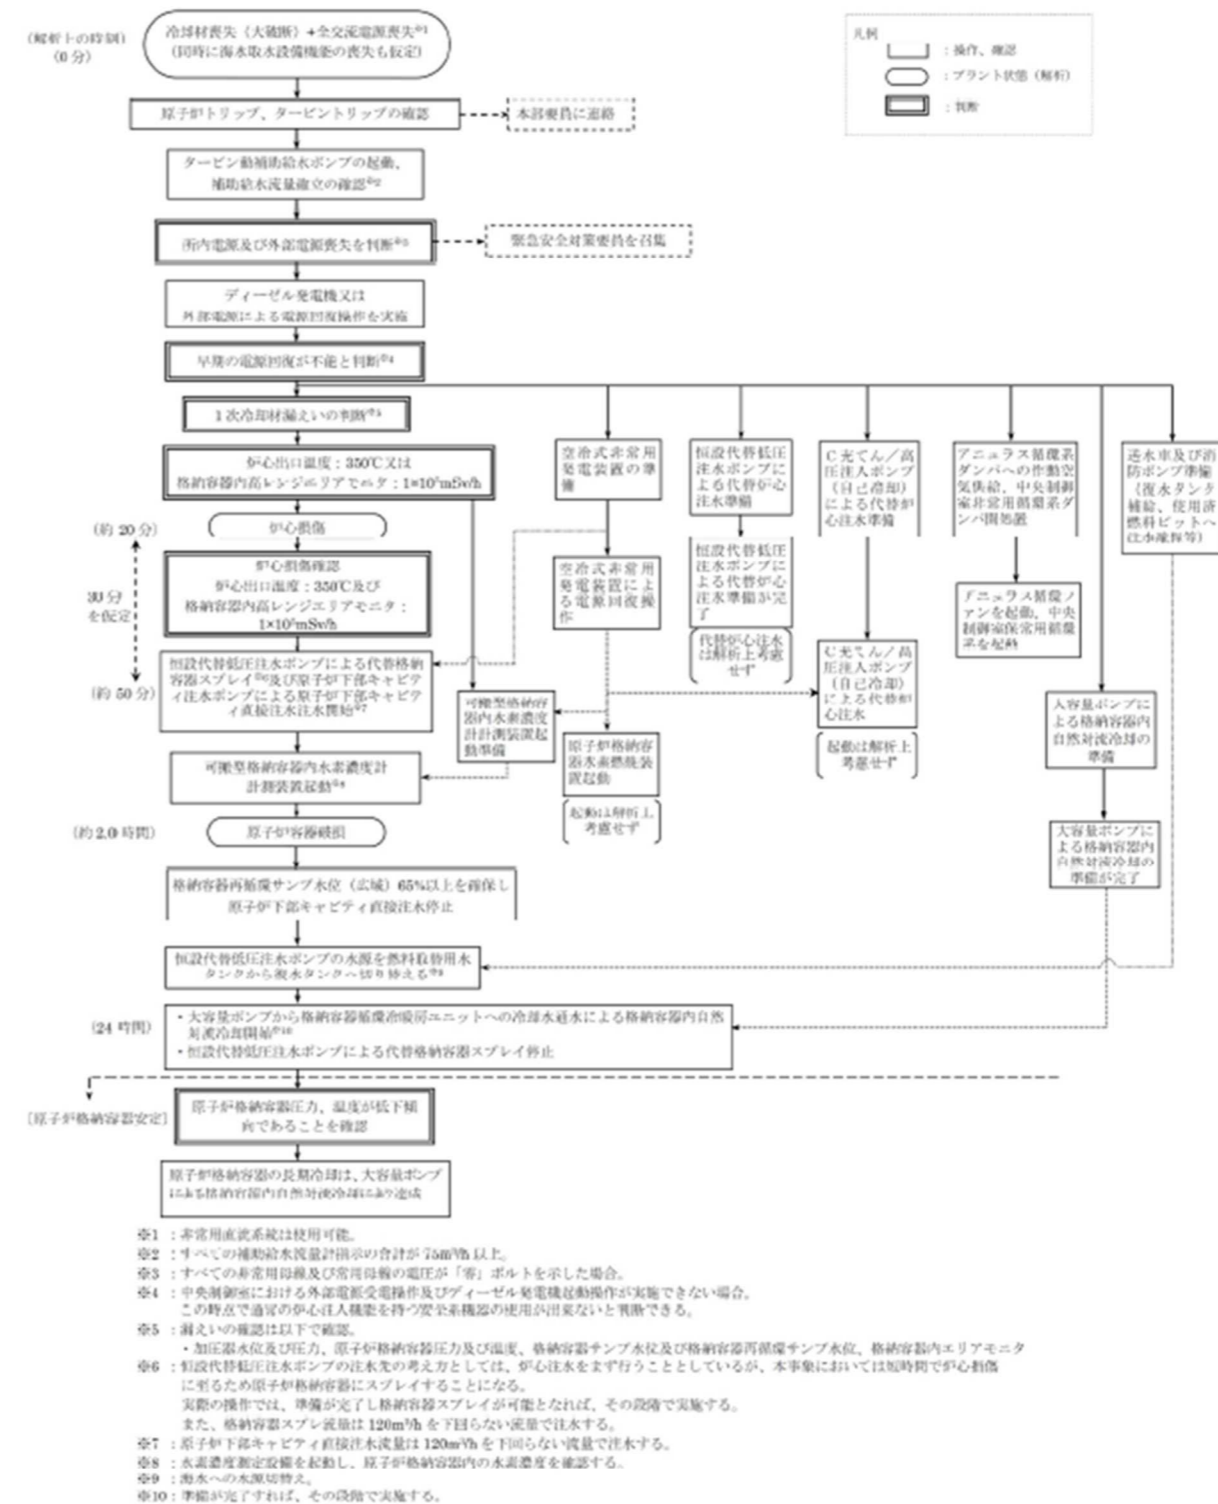 (解析上の時刻)
(0分)
冷却材喪失(大破断)+全交流電源喪失※1
(同時に海水取水設備機能の喪失も仮定)
凡例
:操作、確認
:プラント状態(解析)
:判断
原子炉トリップ、タービントリップの確認
本部要員に連絡
タービン動補助給水ポンプの起動、
補助給水流量確立の確認※2
所内電源及び外部電源喪失を判断※3
緊急安全対策要員を召集
ディーゼル発電機又は
外部電源による電源回復操作を実施
早期の電源回復が不能と判断※4
1次冷却材漏えいの判断※5
炉心出口温度:350℃又は
格納容器内高レンジエリアモニタ:1×10⁵mSv/h
(約20分)
炉心損傷
30分
を仮定
炉心損傷確認
炉心出口温度:350℃及び
格納容器内高レンジエリアモニタ:
1×10⁵mSv/h
(約50分)
恒設代替低圧注水ポンプによる代替格納
容器スプレイ※6及び原子炉下部キャビテ
ィ注水ポンプによる原子炉下部キャビテ
ィ直接注水注水開始※7
可搬型格納容器内水素濃度計
計測装置起動※8
(約2.0時間)
原子炉容器破損
格納容器再循環サンプ水位(広域)65%以上を確保し
原子炉下部キャビティ直接注水停止
恒設代替低圧注水ポンプの水源を燃料取替用水
タンクから復水タンクへ切り替える※9
(24時間)
・大容量ポンプから格納容器循環冷暖房ユニットへの冷却水通水による格納容器内自然
対流冷却開始※10
・恒設代替低圧注水ポンプによる代替格納容器スプレイ停止
[原子炉格納容器安定]
原子炉格納容器圧力、温度が低下傾
向であることを確認
原子炉格納容器の長期冷却は、大容量ポンプ
による格納容器内自然対流冷却により達成
空冷式非常用
発電装置の準
備
空冷式非常用
発電装置によ
る電源回復操
作
可搬型格納容
器内水素濃度
計計測装置起
動準備
原子炉格納容
器水素燃焼装
置起動
起動は解析上
考慮せず
恒設代替低圧
注水ポンプに
よる代替炉心
注水準備
恒設代替低圧
注水ポンプに
よる代替炉心
注水準備が完
了
代替炉心注水
は解析上考慮
せず
C充てん/高
圧注入ポンプ
(自己冷却)
による代替炉
心注水準備
C充てん/高
圧注入ポンプ
(自己冷却)
による代替炉
心注水
起動は解析上
考慮せず
アニュラス循環系
ダンパへの作動空
気供給、中央制御
室非常用循環系ダ
ンパ開処置
アニュラス循環フ
ァンを起動、中央
制御室非常用循環
系を起動
大容量ポンプに
よる格納容器内
自然対流冷却の
準備
大容量ポンプに
よる格納容器内
自然対流冷却の
準備が完了
送水車及び消
防ポンプ準備
(復水タンク
補給、使用済
燃料ピットへ
注水確保等)
※1:非常用直流系統は使用可能。
※2:すべての補助給水流量計指示の合計が75m³/h以上。
※3:すべての非常用母線及び常用母線の電圧が「零」ボルトを示した場合。
※4:中央制御室における外部電源受電操作及びディーゼル発電機起動操作が実施できない場合。
この時点で通常の炉心注入機能を持つ安全系機器の使用が出来ないと判断できる。
※5:漏えいの確認は以下で確認。
・加圧器水位及び圧力、原子炉格納容器圧力及び温度、格納容器サンプ水位及び格納容器再循環サンプ水位、格納容器内エリアモニタ
※6:恒設代替低圧注水ポンプの注水先の考え方としては、炉心注水をまず行うこととしているが、本事象においては短時間で炉心損傷
に至るため原子炉格納容器にスプレイすることになる。
実際の操作では、準備が完了し格納容器スプレイが可能となれば、その段階で実施する。
また、格納容器スプレ流量は120m³/hを下回らない流量で注水する。
※7:原子炉下部キャビティ直接注水流量は120m³/hを下回らない流量で注水する。
※8:水素濃度測定設備を起動し、原子炉格納容器内の水素濃度を確認する。
※9:海水への水源切替え。
※10:準備が完了すれば、その段階で実施する。